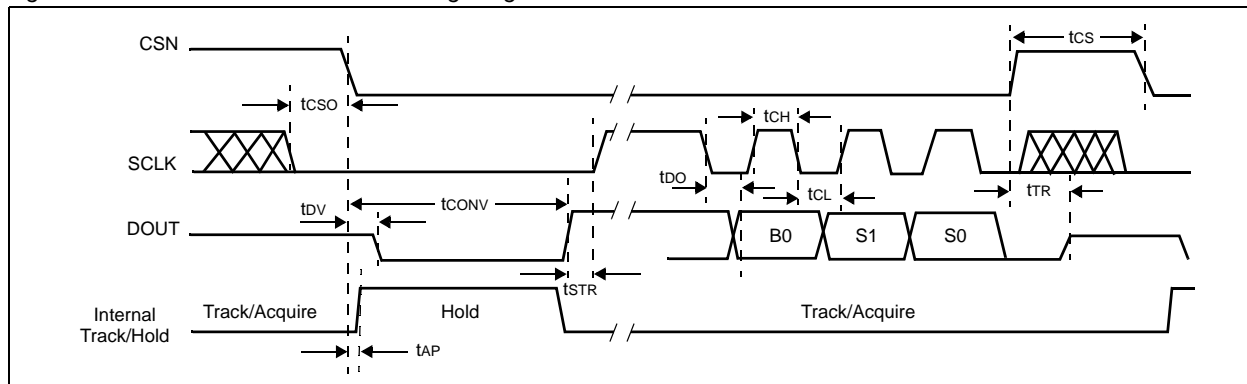 CSN
tCS
tCSO
tCH
SCLK
tDO
tCL
tTR
tDV
tCONV
DOUT
B0
S1
S0
tSTR
Track/Acquire
Hold
Track/Acquire
Internal
Track/Hold
tAP